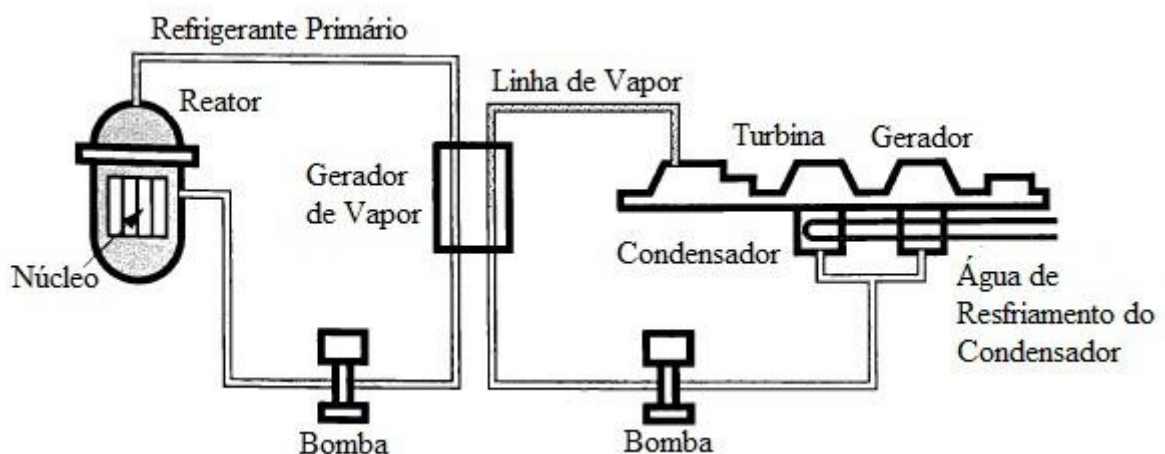 Refrigerante Primário
Reator
Linha de Vapor
Turbina
Gerador
Gerador
de Vapor
Núcleo
Condensador
Água de
Resfriamento do
Condensador
Bomba
Bomba